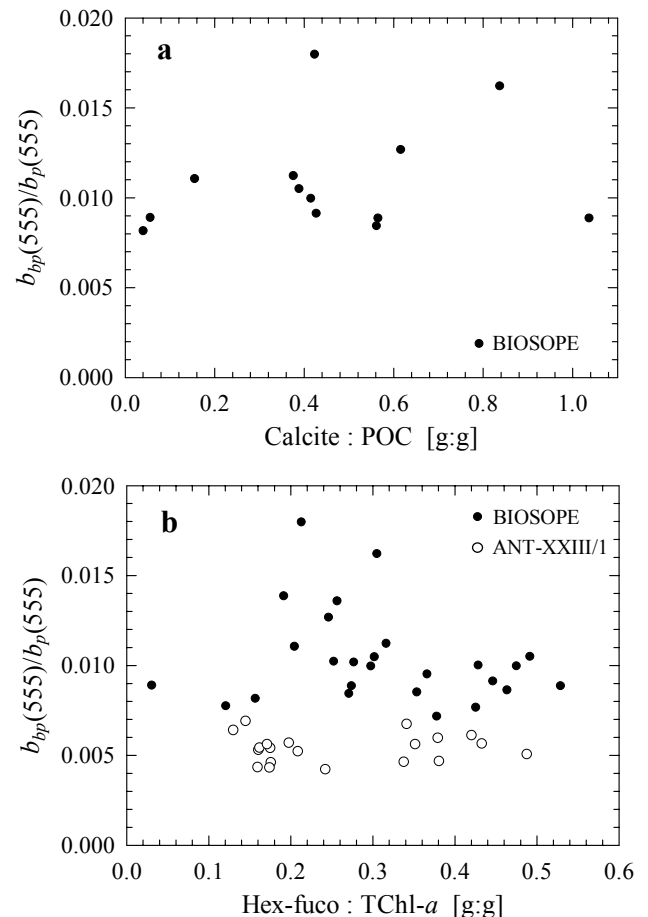 a
0.020
0.015
0.010
0.005
0.000
b_bp(555)/b_p(555)
BIOSOPE
0.0 0.2 0.4 0.6 0.8 1.0
Calcite : POC [g:g]
b
0.020
0.015
0.010
0.005
0.000
b_bp(555)/b_p(555)
BIOSOPE
ANT-XXIII/1
0.0 0.1 0.2 0.3 0.4 0.5 0.6
Hex-fuco : TChl-a [g:g]